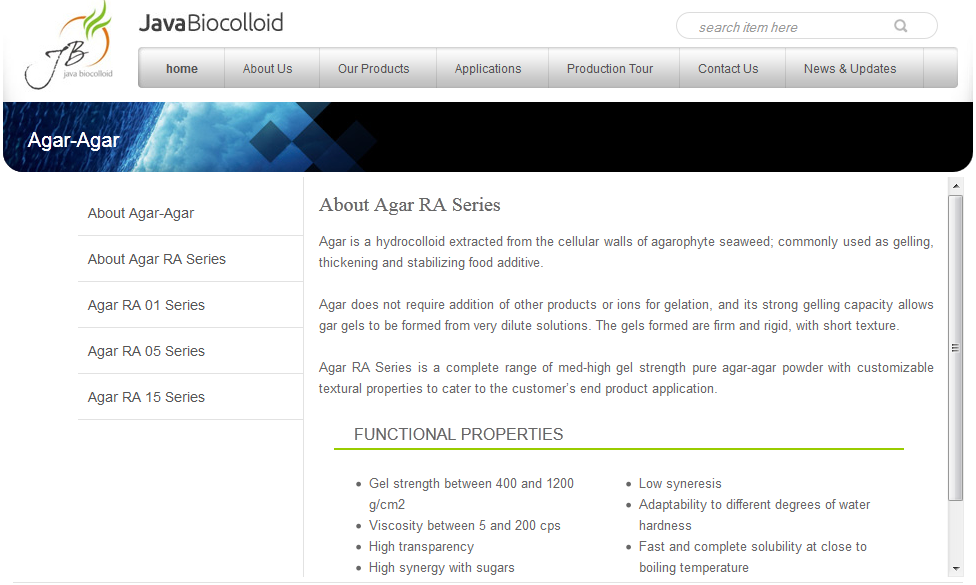 JB
java biocolloid
JavaBiocolloid
search item here
home
About Us
Our Products
Applications
Production Tour
Contact Us
News & Updates
Agar-Agar
About Agar-Agar
About Agar RA Series
Agar RA 01 Series
Agar RA 05 Series
Agar RA 15 Series
About Agar RA Series
Agar is a hydrocolloid extracted from the cellular walls of agarophyte seaweed; commonly used as gelling,
thickening and stabilizing food additive.
Agar does not require addition of other products or ions for gelation, and its strong gelling capacity allows
gar gels to be formed from very dilute solutions. The gels formed are firm and rigid, with short texture.
Agar RA Series is a complete range of med-high gel strength pure agar-agar powder with customizable
textural properties to cater to the customer's end product application.
FUNCTIONAL PROPERTIES
• Gel strength between 400 and 1200
g/cm2
• Viscosity between 5 and 200 cps
• High transparency
• High synergy with sugars
• Low syneresis
• Adaptability to different degrees of water
hardness
• Fast and complete solubility at close to
boiling temperature